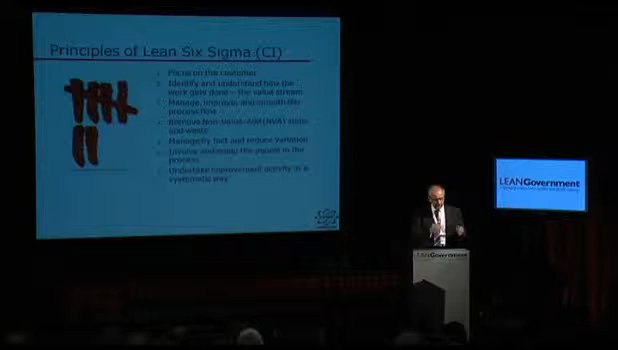 Principles of Lean Six Sigma (CI)
Focus on the customer
Identify and understand how the
work gets done – the value stream
Manage, improve and smooth the
process flow
Remove Non-Value-Add (NVA) steps
and waste
Manage by fact and reduce variation
Involve and equip the people in the
process
Undertake improvement activity in a
systematic way
LEANGovernment
LEANGovernment